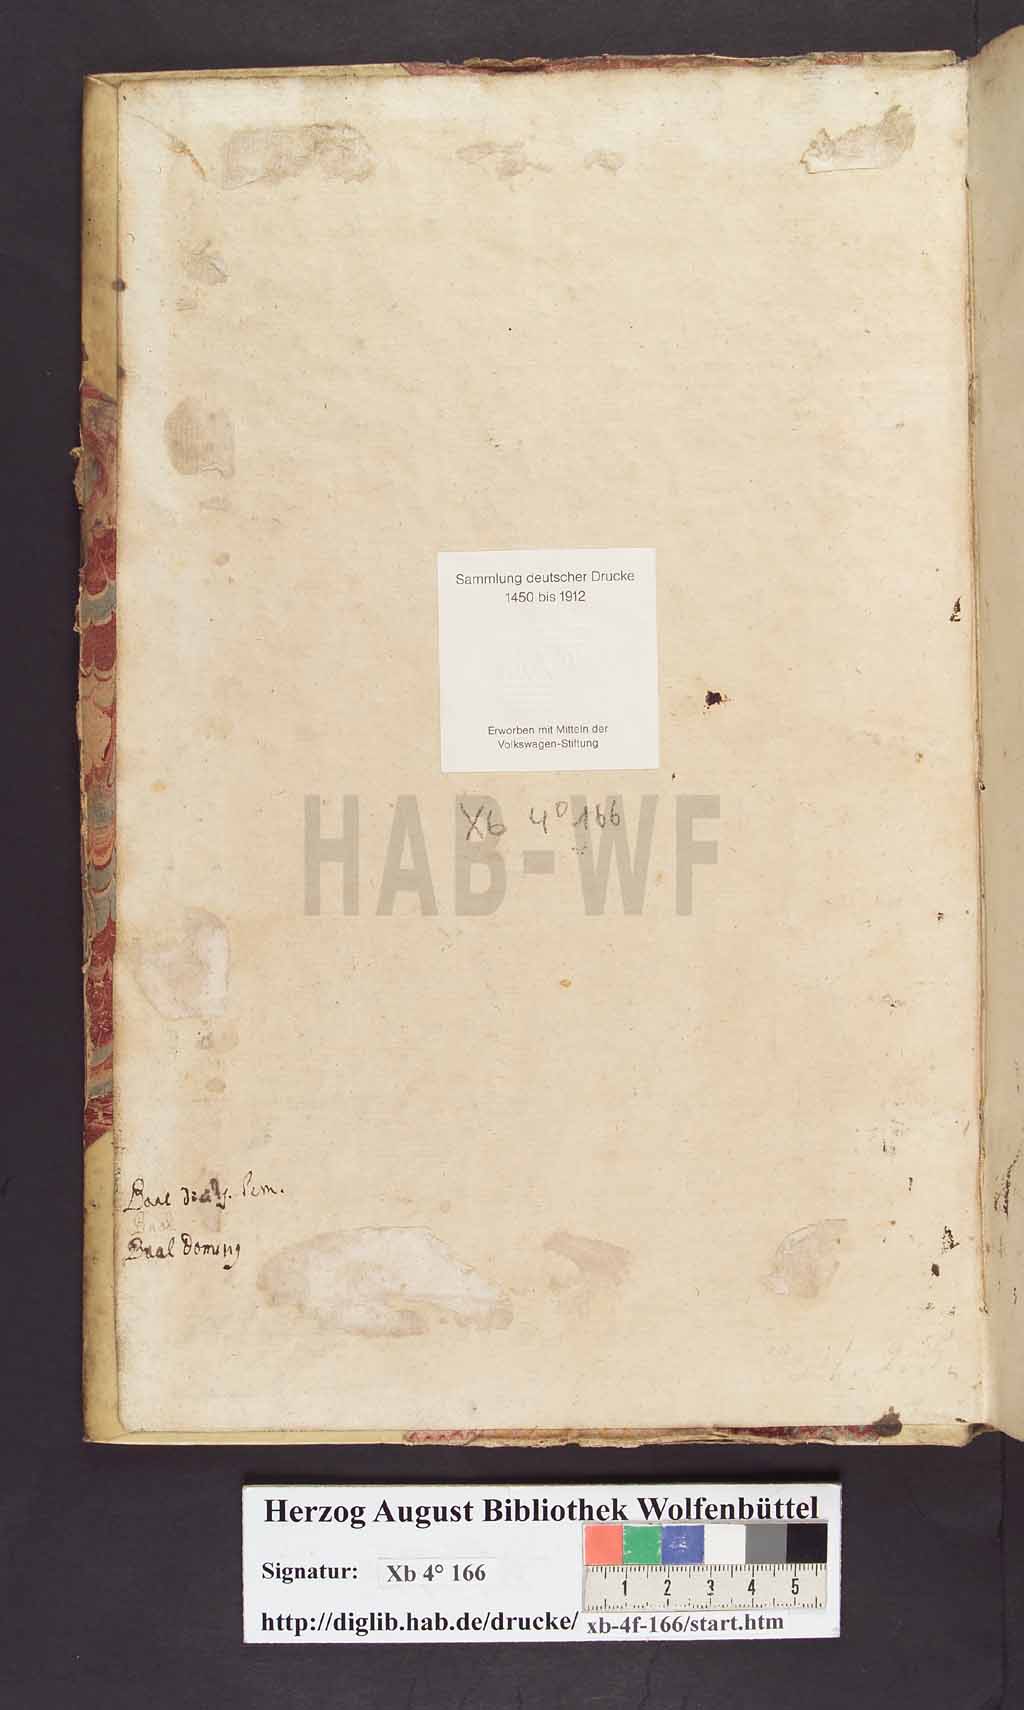 Sammlung deutscher Drucke
1450 bis 1912
Erworben mit Mitteln der
Volkswagen-Stiftung
Xb 4° 166
HAB-WF
Baal
Baal
Herzog August Bibliothek Wolfenbüttel
Signatur: Xb 4° 166
1 2 3 4 5
http://diglib.hab.de/drucke/ xb-4f-166/start.htm